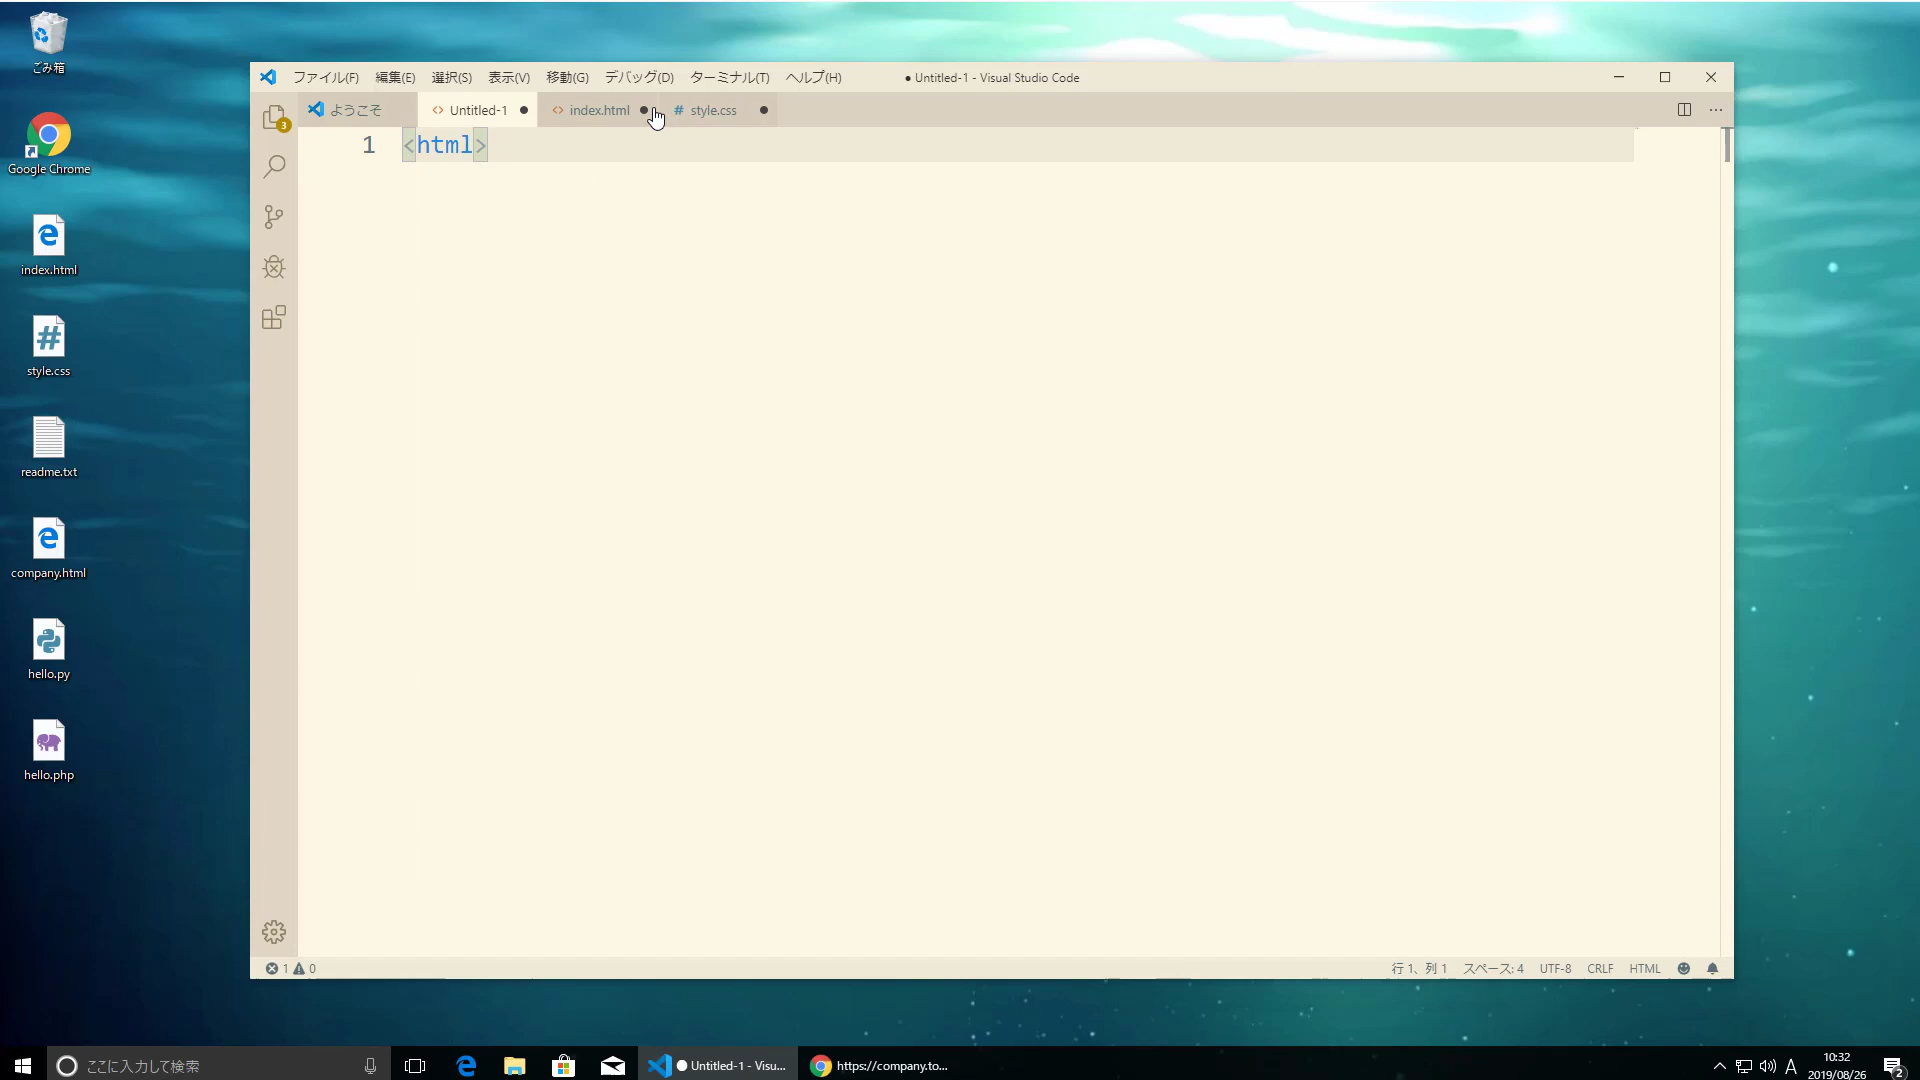 ごみ箱
Google Chrome
index.html
style.css
readme.txt
company.html
hello.py
hello.php
ファイル(F) 編集(E) 選択(S) 表示(V) 移動(G) デバッグ(D) ターミナル(T) ヘルプ(H) ● Untitled-1 - Visual Studio Code
ようこそ <> Untitled-1 ● <> index.html ● # style.css ●
3
1 <html>
1 0 行 1、列 1 スペース: 4 UTF-8 CRLF HTML
ここに入力して検索 ● Untitled-1 - Visu... https://company.to... A 10:32
2019/08/26 2